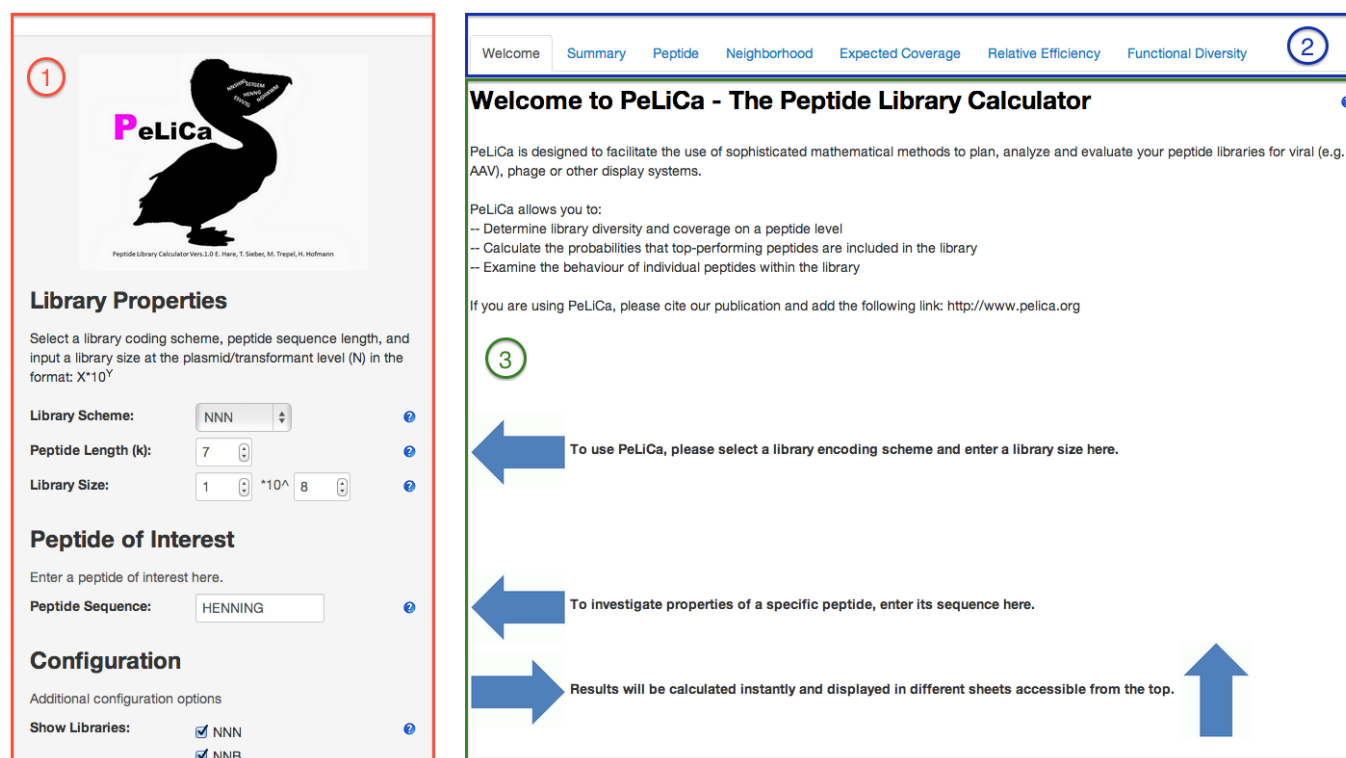 1
NNSHINE SSTGEM
HENNG
PeLiCa
Peptide Library Calculator Vers.1.0 E. Hare, T. Sieber, M. Trepel, H. Hofmann
Library Properties
Select a library coding scheme, peptide sequence length, and
input a library size at the plasmid/transformant level (N) in the
format: X*10^Y
Library Scheme: NNN
Peptide Length (k): 7
Library Size: 1 *10^ 8
Peptide of Interest
Enter a peptide of interest here.
Peptide Sequence: HENNING
Configuration
Additional configuration options
Show Libraries: NNN
NNB
Welcome Summary Peptide Neighborhood Expected Coverage Relative Efficiency Functional Diversity 2
Welcome to PeLiCa - The Peptide Library Calculator
PeLiCa is designed to facilitate the use of sophisticated mathematical methods to plan, analyze and evaluate your peptide libraries for viral (e.g.
AAV), phage or other display systems.
PeLiCa allows you to:
-- Determine library diversity and coverage on a peptide level
-- Calculate the probabilities that top-performing peptides are included in the library
-- Examine the behaviour of individual peptides within the library
If you are using PeLiCa, please cite our publication and add the following link: http://www.pelica.org
3
To use PeLiCa, please select a library encoding scheme and enter a library size here.
To investigate properties of a specific peptide, enter its sequence here.
Results will be calculated instantly and displayed in different sheets accessible from the top.